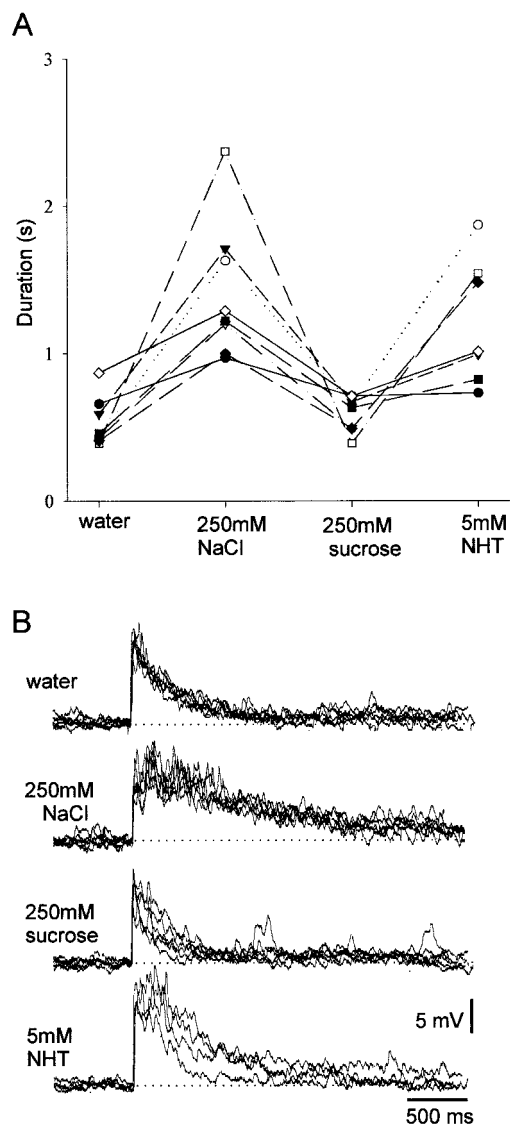 A
3
2
1
0
Duration (s)
water
250mM
NaCl
250mM
sucrose
5mM
NHT
B
water
250mM
NaCl
250mM
sucrose
5mM
NHT
5 mV
500 ms